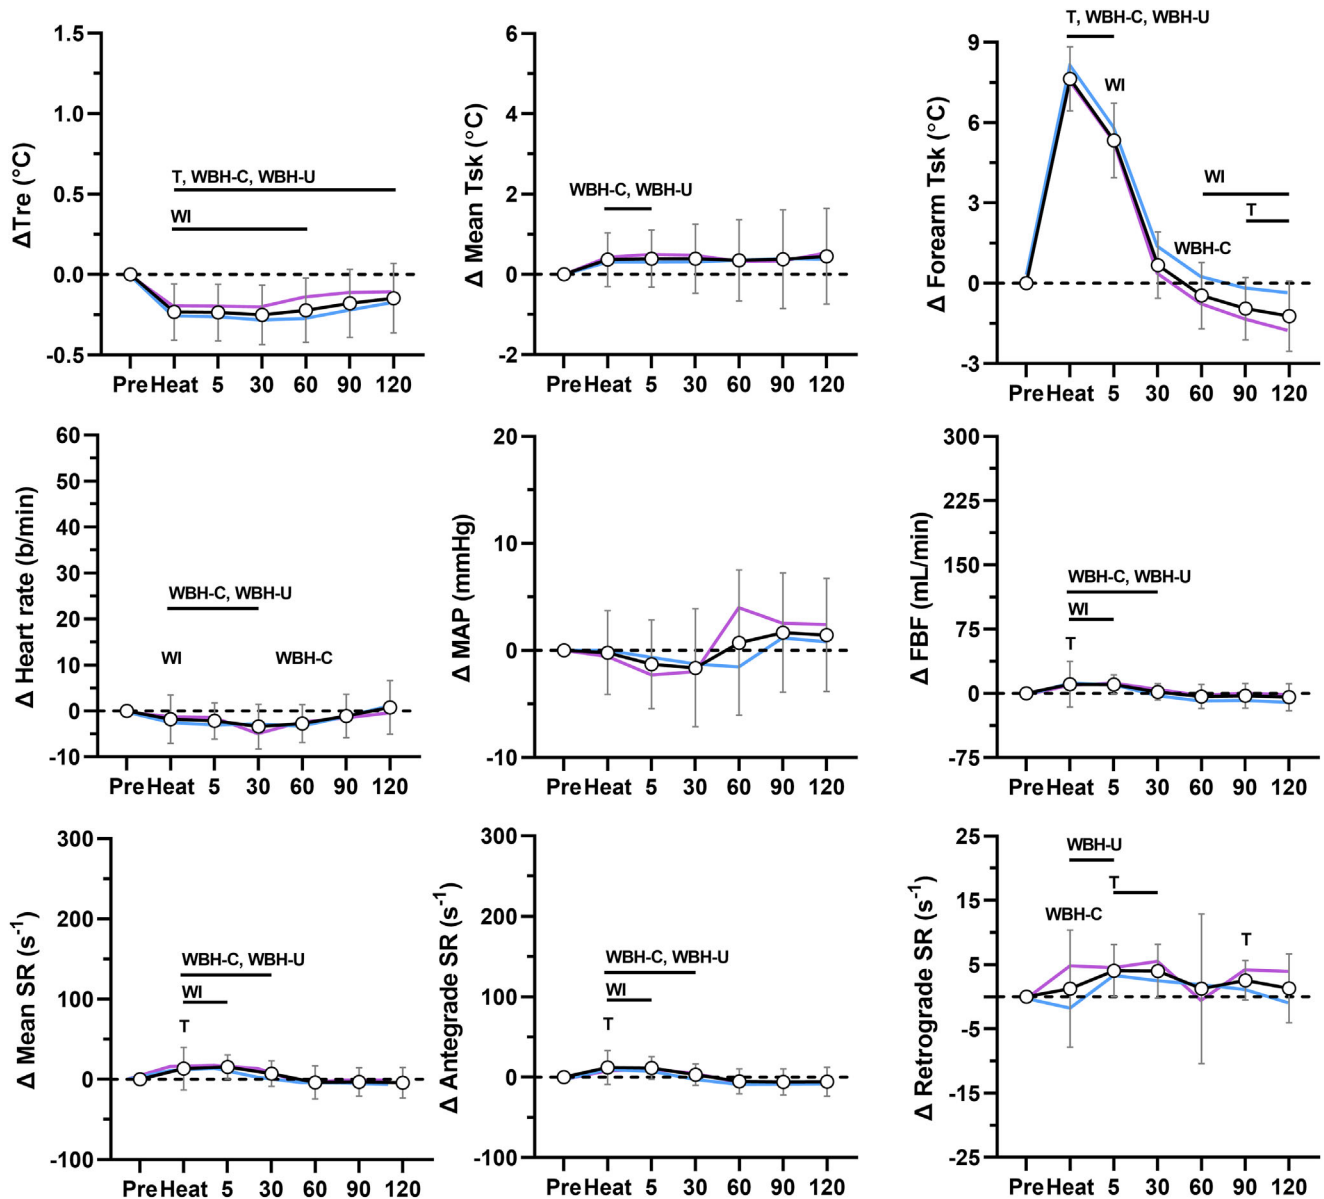 ΔTre (°C)
1.5
1.0
0.5
0.0
-0.5
T, WBH-C, WBH-U
WI
Pre Heat 5 30 60 90 120
Δ Mean Tsk (°C)
6
4
2
0
-2
WBH-C, WBH-U
Pre Heat 5 30 60 90 120
Δ Forearm Tsk (°C)
9
6
3
0
-3
T, WBH-C, WBH-U
WI
WI
T
WBH-C
Pre Heat 5 30 60 90 120
Δ Heart rate (b/min)
60
50
40
30
20
10
0
-10
WBH-C, WBH-U
WI
WBH-C
Pre Heat 5 30 60 90 120
Δ MAP (mmHg)
20
10
0
-10
Pre Heat 5 30 60 90 120
Δ FBF (mL/min)
300
225
150
75
0
-75
WBH-C, WBH-U
WI
T
Pre Heat 5 30 60 90 120
Δ Mean SR (s⁻¹)
300
200
100
0
-100
WBH-C, WBH-U
WI
T
Pre Heat 5 30 60 90 120
Δ Antegrade SR (s⁻¹)
300
200
100
0
-100
WBH-C, WBH-U
WI
T
Pre Heat 5 30 60 90 120
Δ Retrograde SR (s⁻¹)
25
15
5
-5
-15
-25
WBH-U
T
WBH-C
T
Pre Heat 5 30 60 90 120